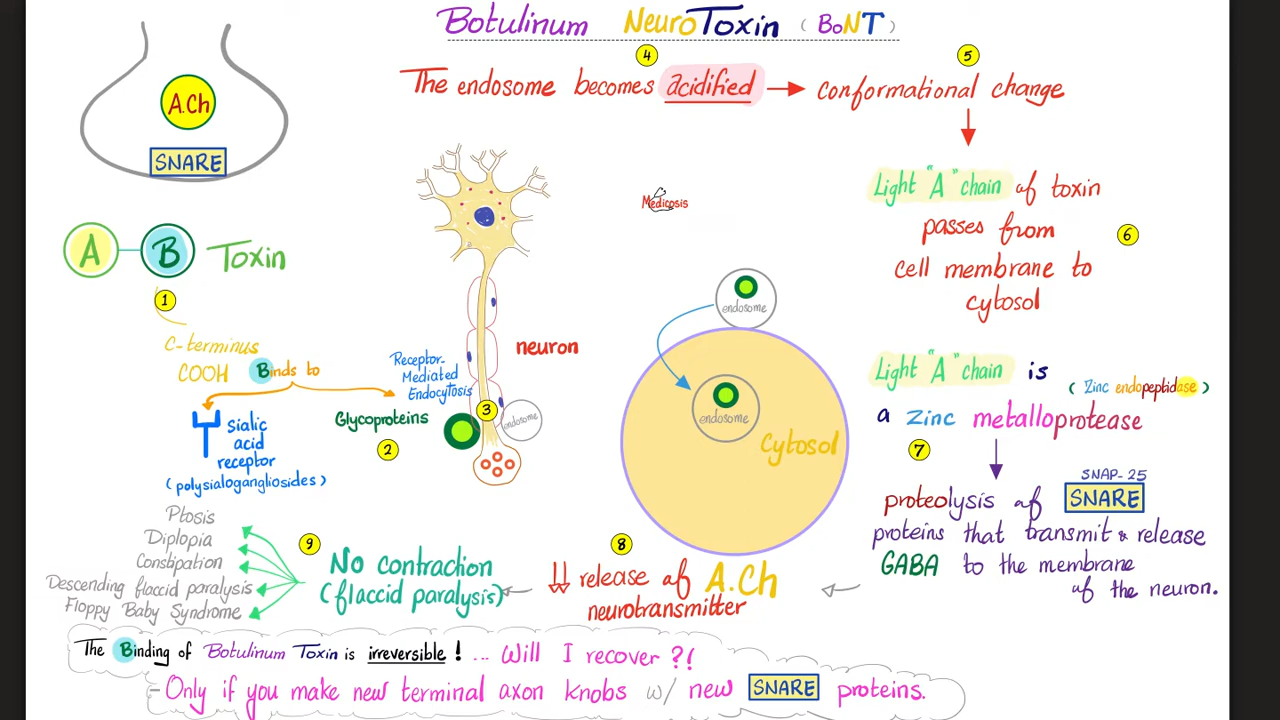 Botulinum NeuroToxin (BoNT)
4
5
The endosome becomes acidified
conformational change
A.Ch
SNARE
Medicosis
Light "A" chain of toxin
passes from
cell membrane to
cytosol
6
A B Toxin
1
C-terminus
COOH Binds to
sialic
acid
receptor
(polysialogangliosides)
Glycoproteins
2
Receptor-
Mediated
Endocytosis
3
endosome
neuron
endosome
endosome
Cytosol
Light "A" chain is
(Zinc endopeptidase)
a zinc metalloprotease
7
SNAP-25
proteolysis of SNARE
proteins that transmit & release
GABA to the membrane
of the neuron.
8
↓↓ release of A.Ch
neurotransmitter
9
No contraction
(flaccid paralysis)
Ptosis
Diplopia
Constipation
Descending flaccid paralysis
Floppy Baby Syndrome
The Binding of Botulinum Toxin is irreversible! ... Will I recover ?!
- Only if you make new terminal axon knobs w/ new SNARE proteins.